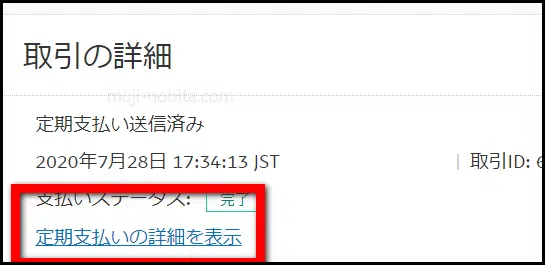 取引の詳細
muji-nobita.com
定期支払い送信済み
2020年7月28日 17:34:13 JST | 取引ID: 6
支払いステータス: 完了
定期支払いの詳細を表示